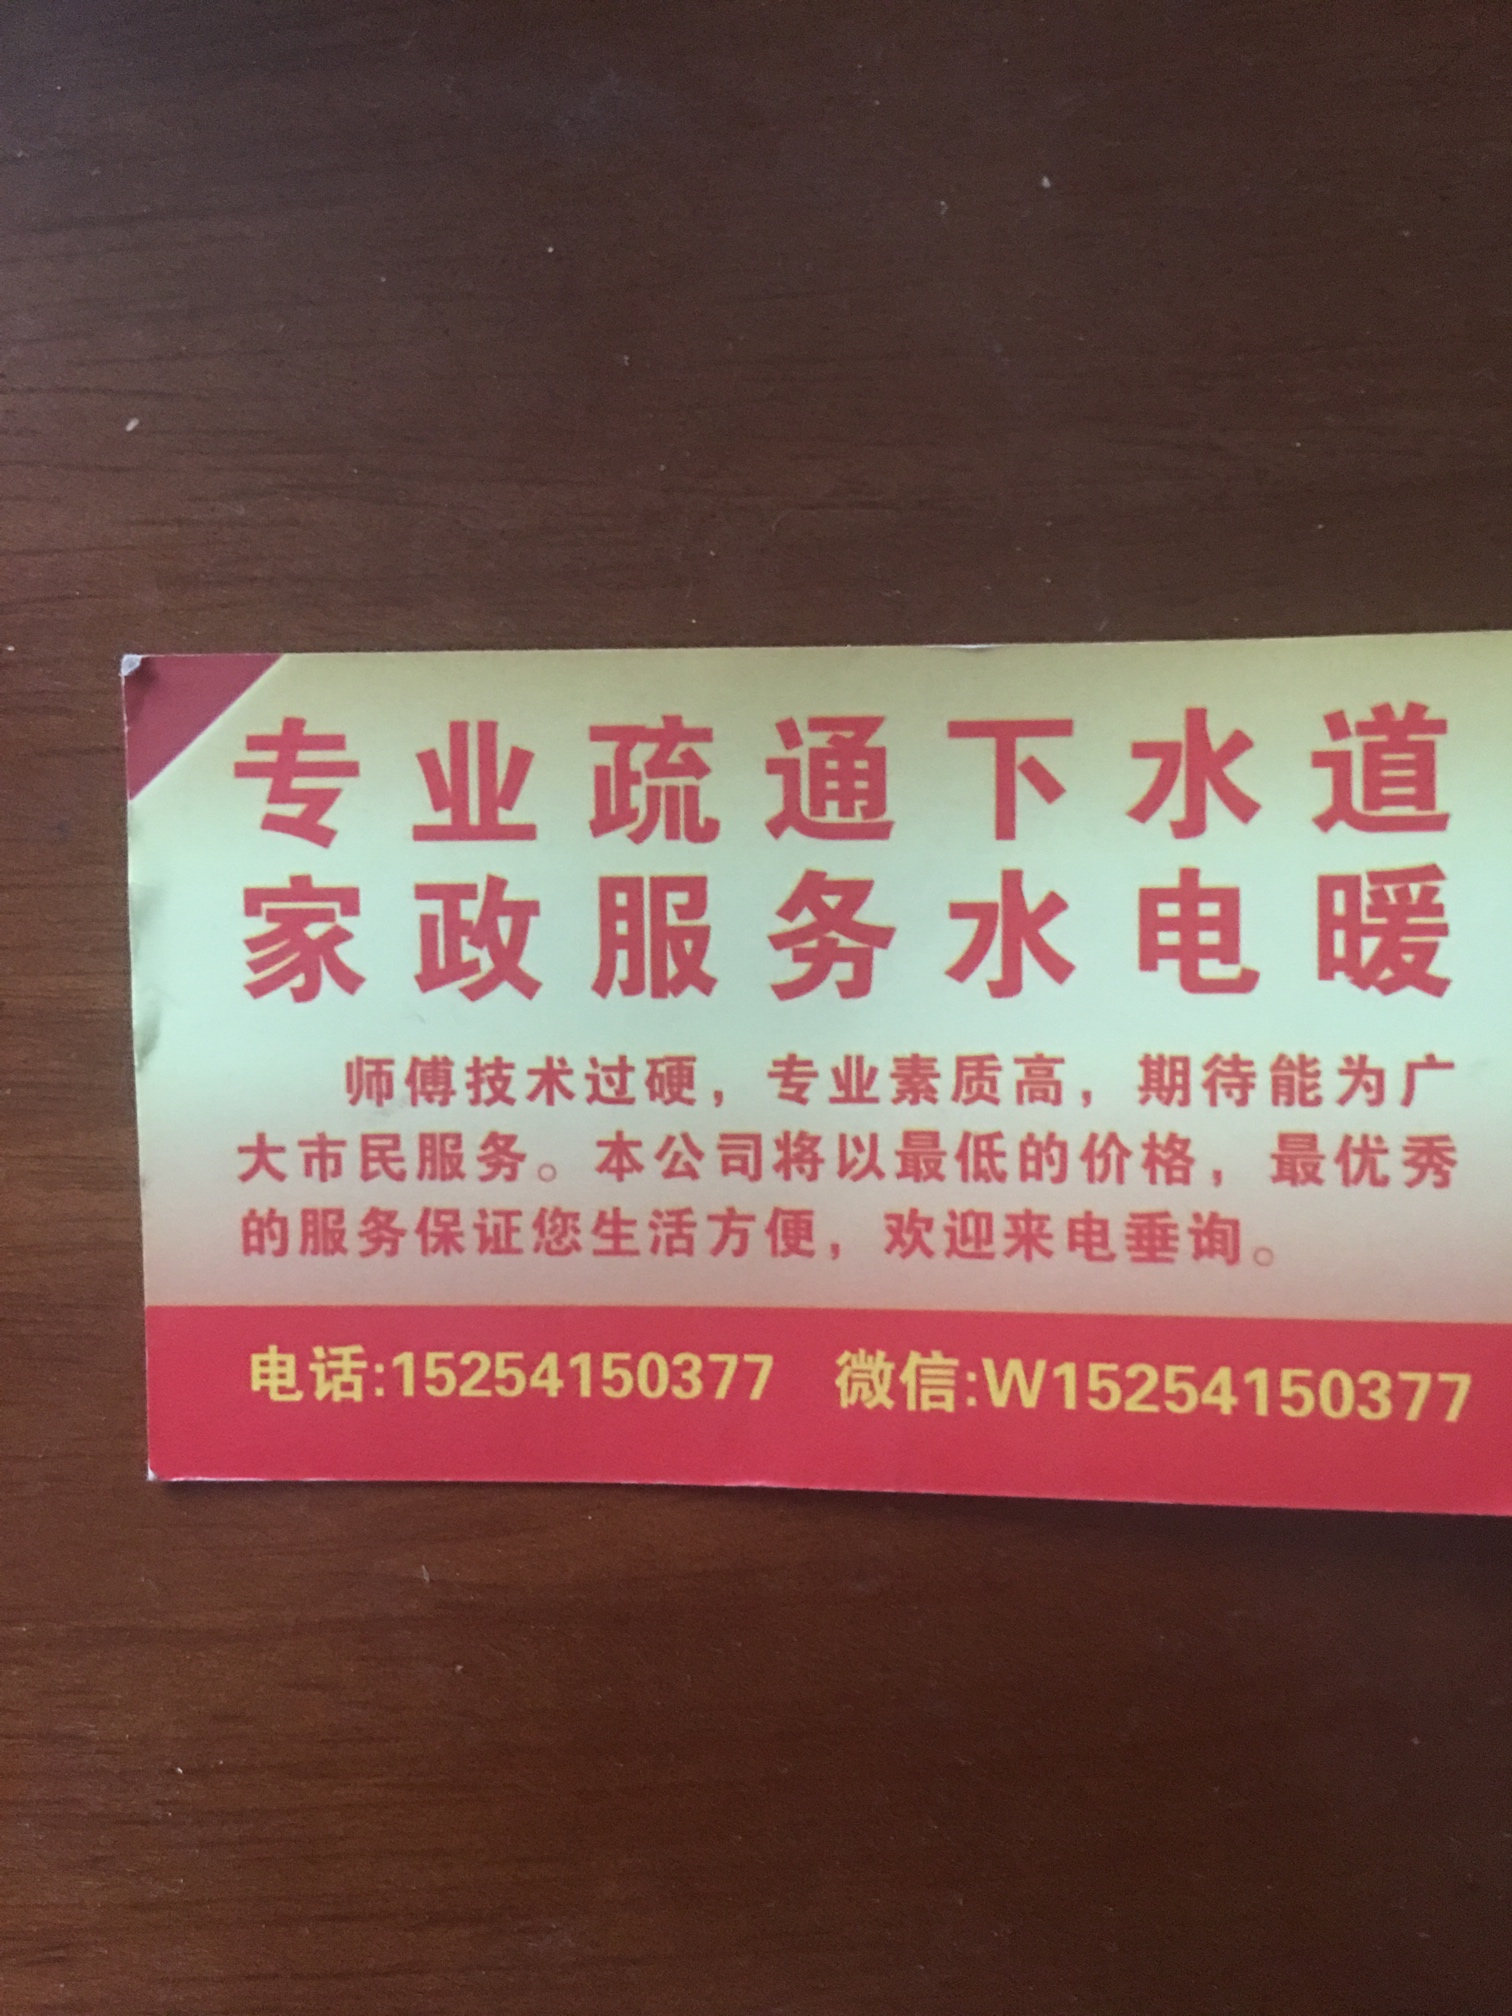 专业疏通下水道
家政服务水电暖
师傅技术过硬，专业素质高，期待能为广
大市民服务。本公司将以最低的价格，最优秀
的服务保证您生活方便，欢迎来电垂询。
电话:15254150377 微信:W15254150377